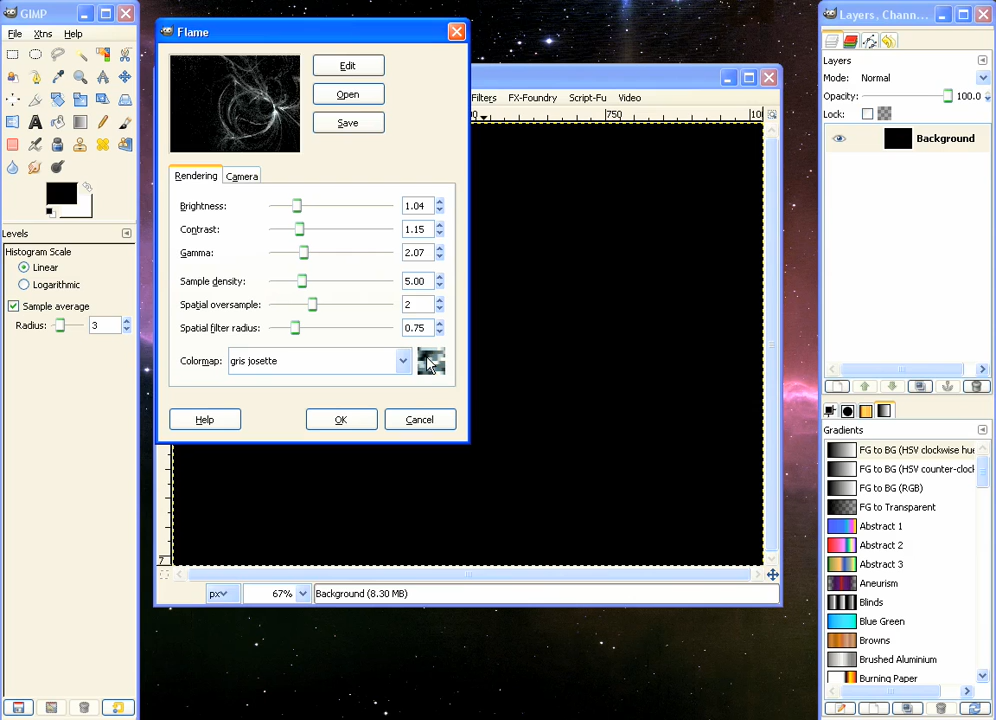 GIMP
File Xtns Help
Levels
Histogram Scale
Linear
Logarithmic
Sample average
Radius: 3
Flame
Edit
Open
Save
Rendering Camera
Brightness: 1.04
Contrast: 1.15
Gamma: 2.07
Sample density: 5.00
Spatial oversample: 2
Spatial filter radius: 0.75
Colormap: gris josette
Help OK Cancel
Filters FX-Foundry Script-Fu Video
750
10
7
px 67% Background (8.30 MB)
Layers, Chann...
Layers
Mode: Normal
Opacity: 100.0
Lock:
Background
Gradients
FG to BG (HSV clockwise hue
FG to BG (HSV counter-clock
FG to BG (RGB)
FG to Transparent
Abstract 1
Abstract 2
Abstract 3
Aneurism
Blinds
Blue Green
Browns
Brushed Aluminium
Burning Paper